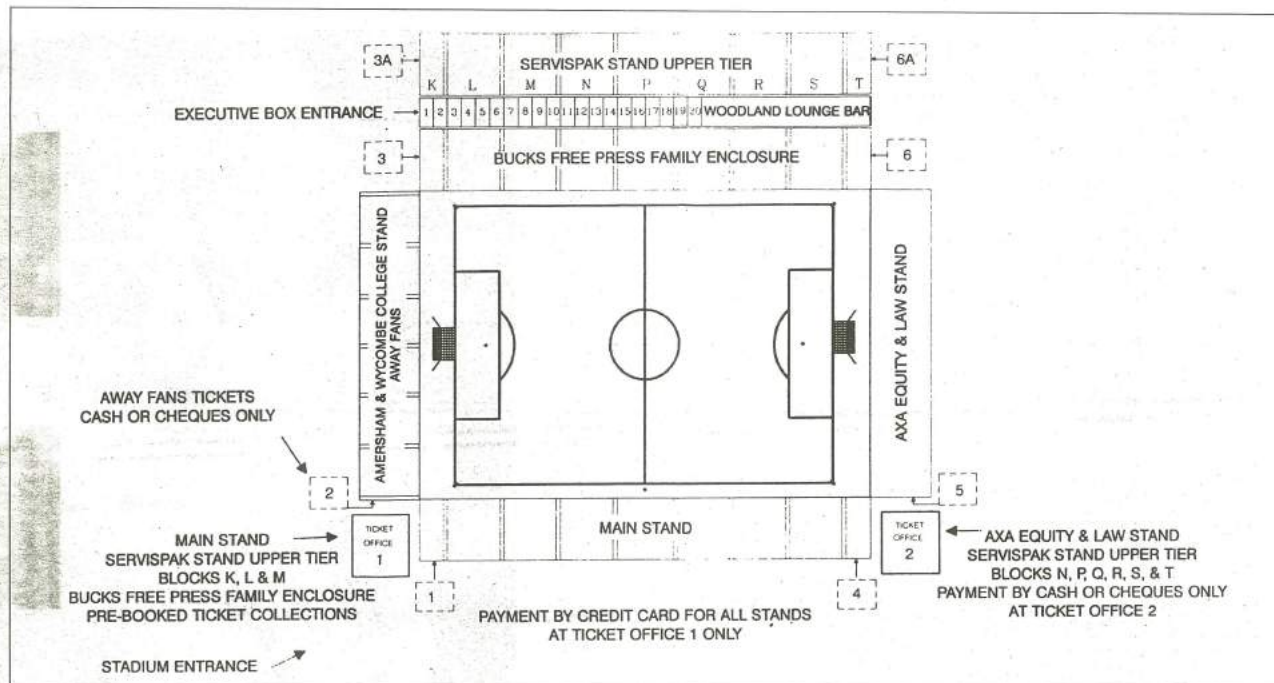 3A
SERVISPAK STAND UPPER TIER
6A
K L M N P Q R S T
EXECUTIVE BOX ENTRANCE
1 2 3 4 5 6 7 8 9 10 11 12 13 14 15 16 17 18 19 20 WOODLAND LOUNGE BAR
3
BUCKS FREE PRESS FAMILY ENCLOSURE
6
AMERSHAM & WYCOMBE COLLEGE STAND
AWAY FANS
AXA EQUITY & LAW STAND
AWAY FANS TICKETS
CASH OR CHEQUES ONLY
2
5
MAIN STAND
TICKET
OFFICE
1
TICKET
OFFICE
2
MAIN STAND
SERVISPAK STAND UPPER TIER
BLOCKS K, L & M
BUCKS FREE PRESS FAMILY ENCLOSURE
PRE-BOOKED TICKET COLLECTIONS
AXA EQUITY & LAW STAND
SERVISPAK STAND UPPER TIER
BLOCKS N, P, Q, R, S, & T
PAYMENT BY CASH OR CHEQUES ONLY
AT TICKET OFFICE 2
1
4
PAYMENT BY CREDIT CARD FOR ALL STANDS
AT TICKET OFFICE 1 ONLY
STADIUM ENTRANCE